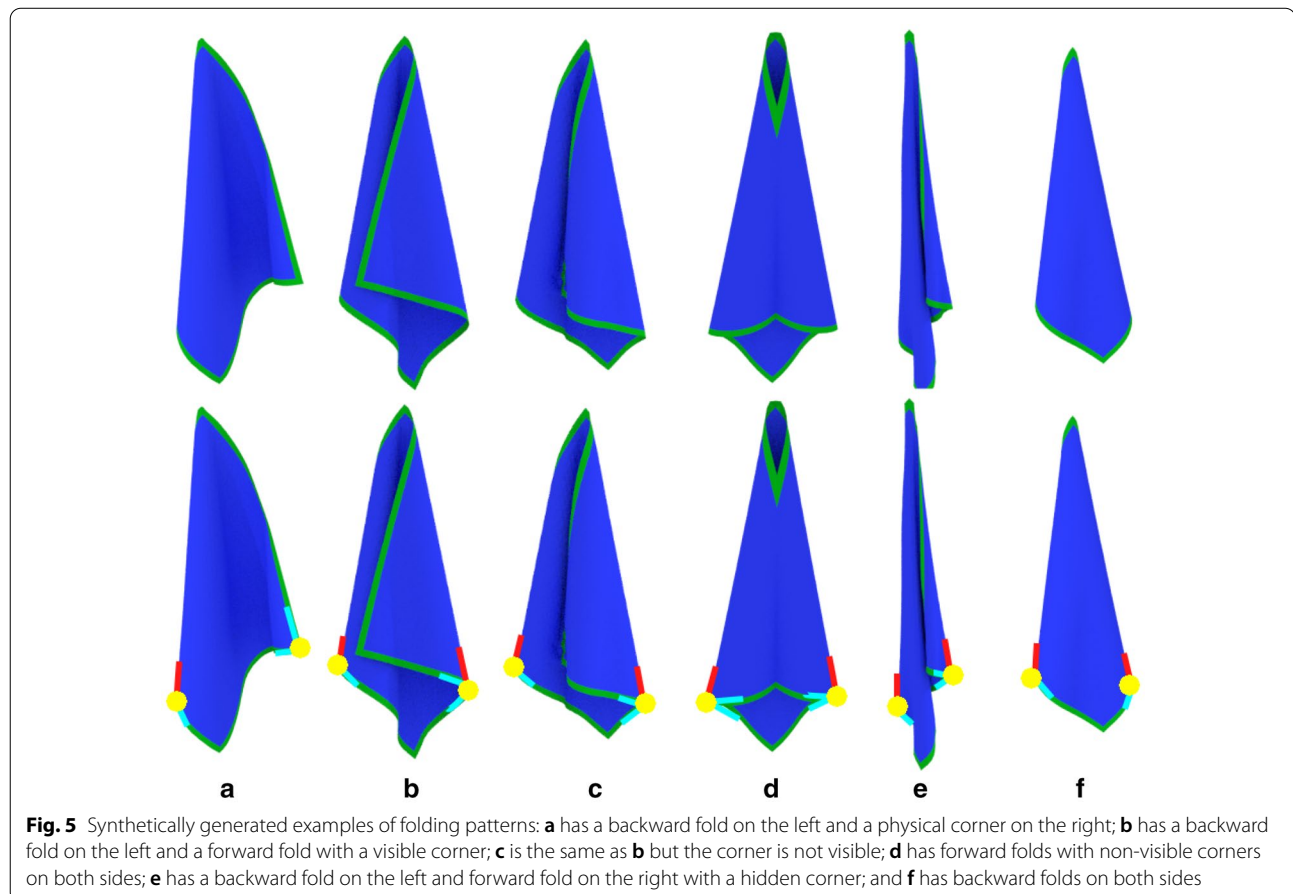 a b c d e f
Fig. 5 Synthetically generated examples of folding patterns: a has a backward fold on the left and a physical corner on the right; b has a backward
fold on the left and a forward fold with a visible corner; c is the same as b but the corner is not visible; d has forward folds with non-visible corners
on both sides; e has a backward fold on the left and forward fold on the right with a hidden corner; and f has backward folds on both sides